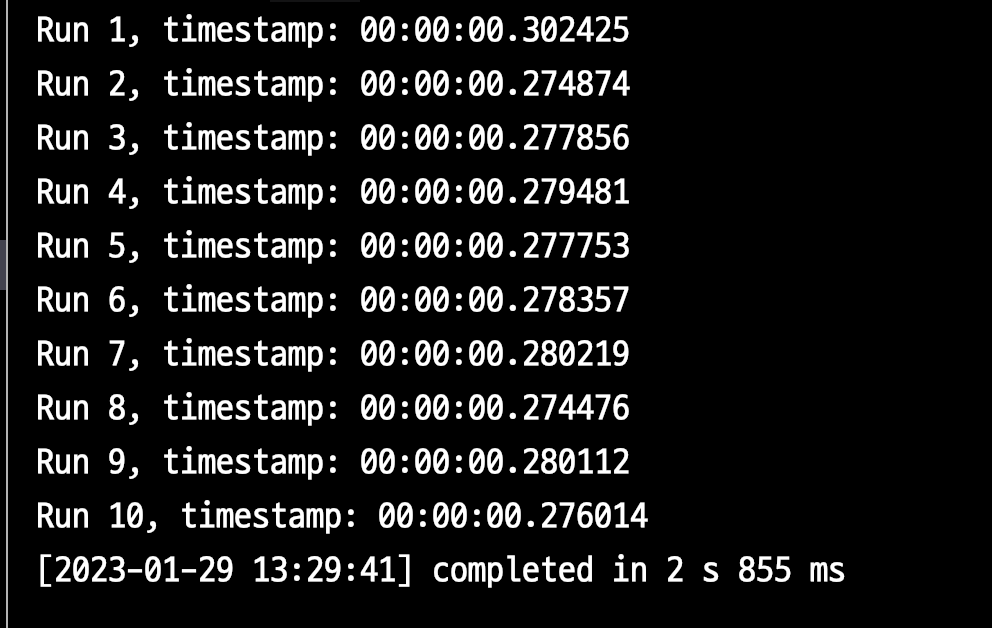 Run 1, timestamp: 00:00:00.302425
Run 2, timestamp: 00:00:00.274874
Run 3, timestamp: 00:00:00.277856
Run 4, timestamp: 00:00:00.279481
Run 5, timestamp: 00:00:00.277753
Run 6, timestamp: 00:00:00.278357
Run 7, timestamp: 00:00:00.280219
Run 8, timestamp: 00:00:00.274476
Run 9, timestamp: 00:00:00.280112
Run 10, timestamp: 00:00:00.276014
[2023-01-29 13:29:41] completed in 2 s 855 ms